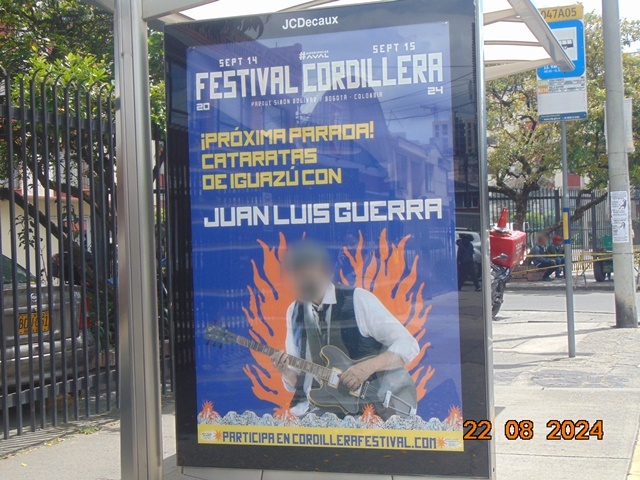 JCDecaux
SEPT 14
AVAL
SEPT 15
FESTIVAL CORDILLERA
20
PARQUE SIMÓN BOLÍVAR - BOGOTÁ - COLOMBIA
24
¡PRÓXIMA PARADA!
CATARATAS
DE IGUAZÚ CON
JUAN LUIS GUERRA
PARTICIPA EN CORDILLERAFESTIVAL.COM
047A05
22 08 2024